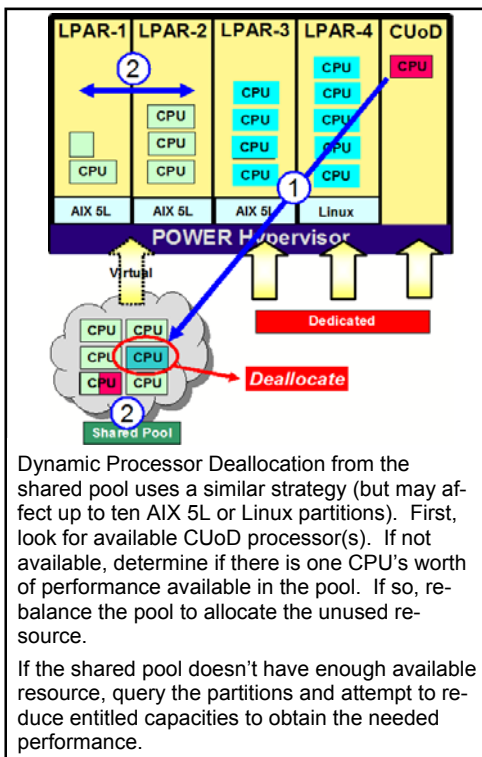 LPAR-1 LPAR-2 LPAR-3 LPAR-4 CUoD
2
CPU CPU
CPU CPU
CPU CPU CPU
CPU CPU CPU
1
CPU CPU CPU CPU
AIX 5L AIX 5L AIX 5L Linux
POWER Hypervisor
Virtual
Dedicated
CPU CPU
CPU CPU
Deallocate
CPU CPU
2
Shared Pool
Dynamic Processor Deallocation from the
shared pool uses a similar strategy (but may af-
fect up to ten AIX 5L or Linux partitions). First,
look for available CUoD processor(s). If not
available, determine if there is one CPU's worth
of performance available in the pool. If so, re-
balance the pool to allocate the unused re-
source.
If the shared pool doesn't have enough available
resource, query the partitions and attempt to re-
duce entitled capacities to obtain the needed
performance.